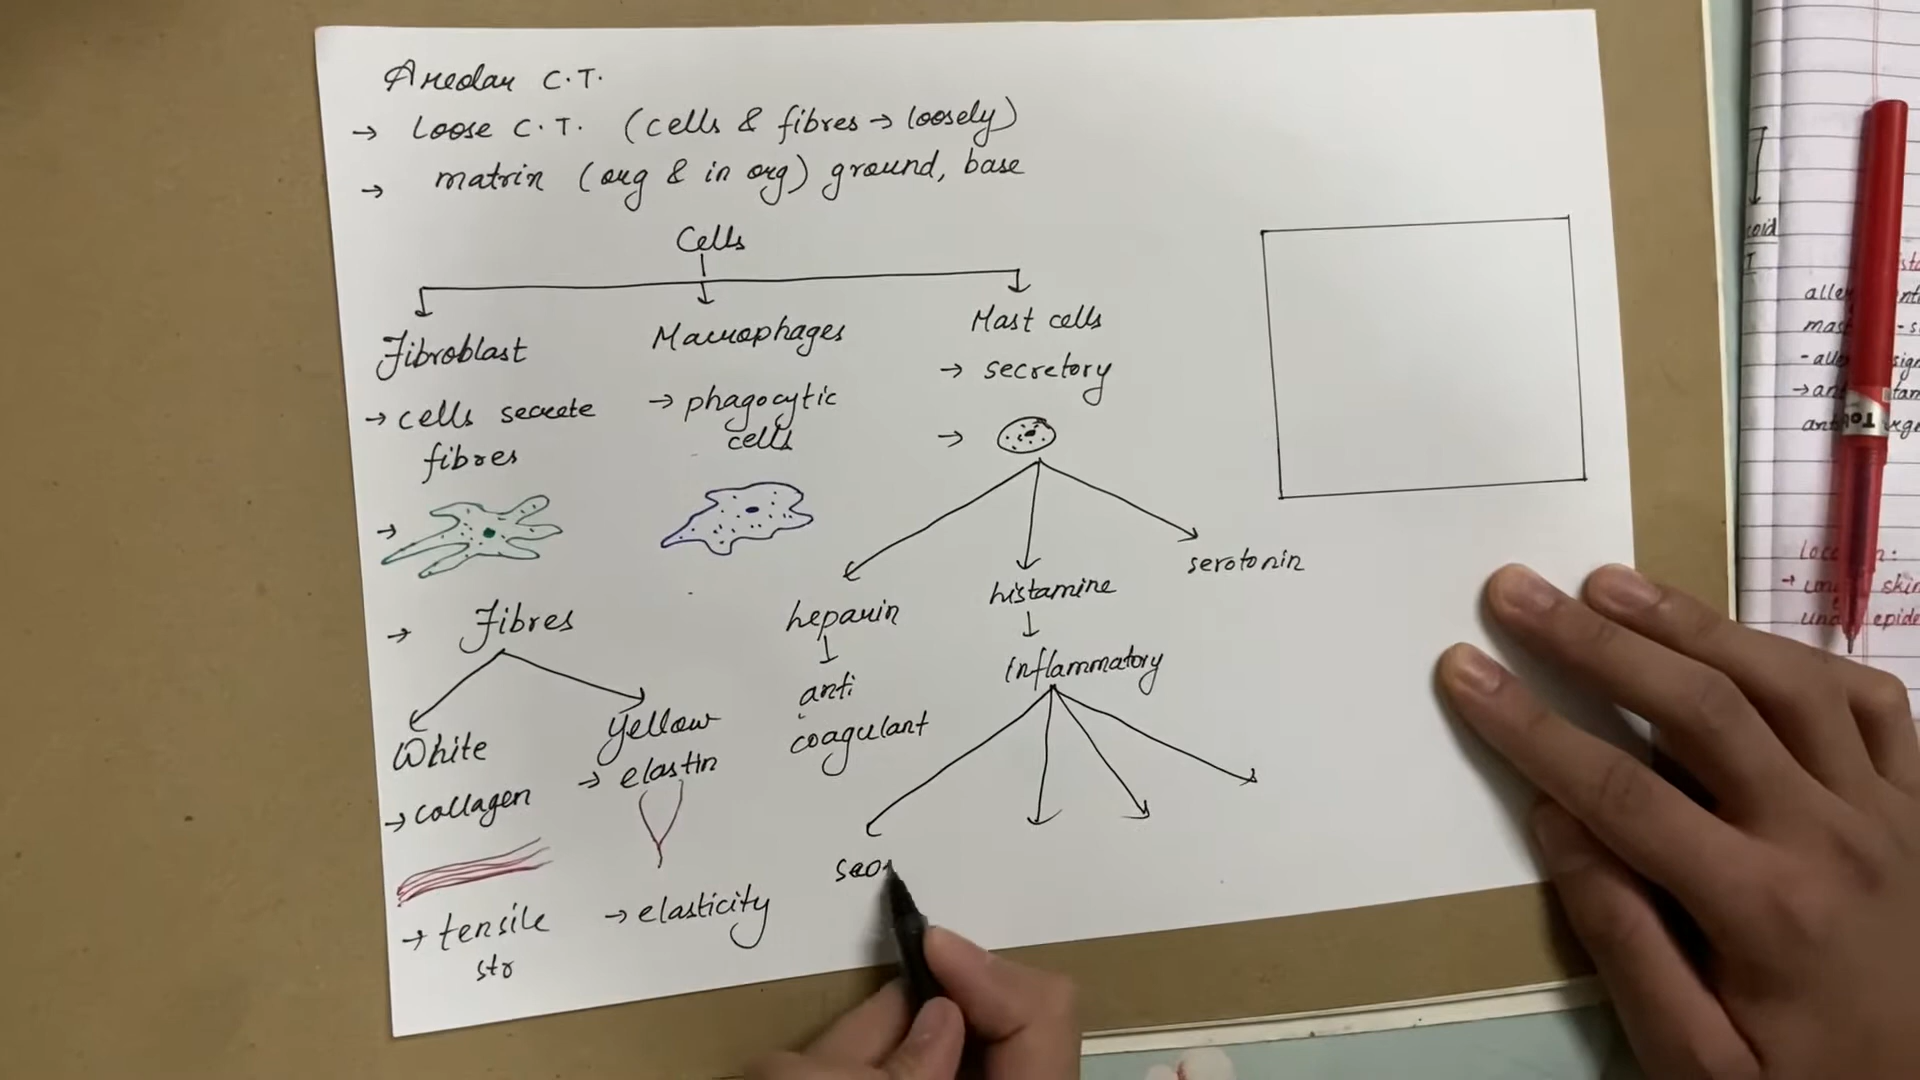 Areolar C.T.
→ Loose C.T. (cells & fibres → loosely)
→ matrix (org & in org) ground, base
Cells
Fibroblast
→ cells secrete
fibres
→
Macrophages
→ phagocytic
cells
Mast cells
→ secretory
→
heparin
↓
anti
coagulant
histamine
↓
inflammatory
serotonin
→ Fibres
White
→ collagen
→ tensile
str
Yellow
→ elastin
→ elasticity